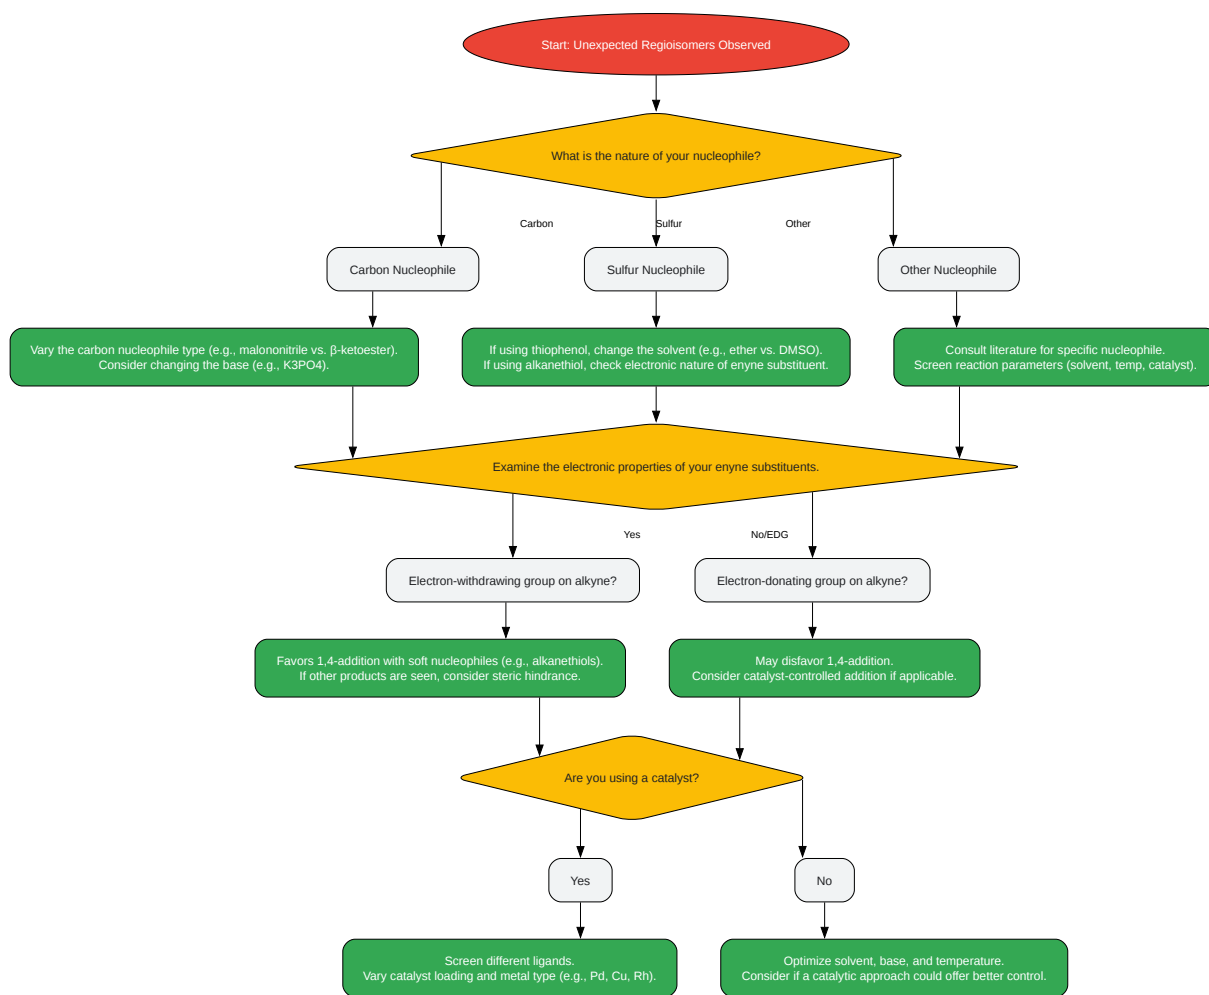 Start: Unexpected Regioisomers Observed
What is the nature of your nucleophile?
Carbon
Sulfur
Other
Carbon Nucleophile
Sulfur Nucleophile
Other Nucleophile
Vary the carbon nucleophile type (e.g., malononitrile vs. β-ketoester).
Consider changing the base (e.g., K3PO4).
If using thiophenol, change the solvent (e.g., ether vs. DMSO).
If using alkanethiol, check electronic nature of enyne substituent.
Consult literature for specific nucleophile.
Screen reaction parameters (solvent, temp, catalyst).
Examine the electronic properties of your enyne substituents.
Yes
No/EDG
Electron-withdrawing group on alkyne?
Electron-donating group on alkyne?
Favors 1,4-addition with soft nucleophiles (e.g., alkanethiols).
If other products are seen, consider steric hindrance.
May disfavor 1,4-addition.
Consider catalyst-controlled addition if applicable.
Are you using a catalyst?
Yes
No
Screen different ligands.
Vary catalyst loading and metal type (e.g., Pd, Cu, Rh).
Optimize solvent, base, and temperature.
Consider if a catalytic approach could offer better control.